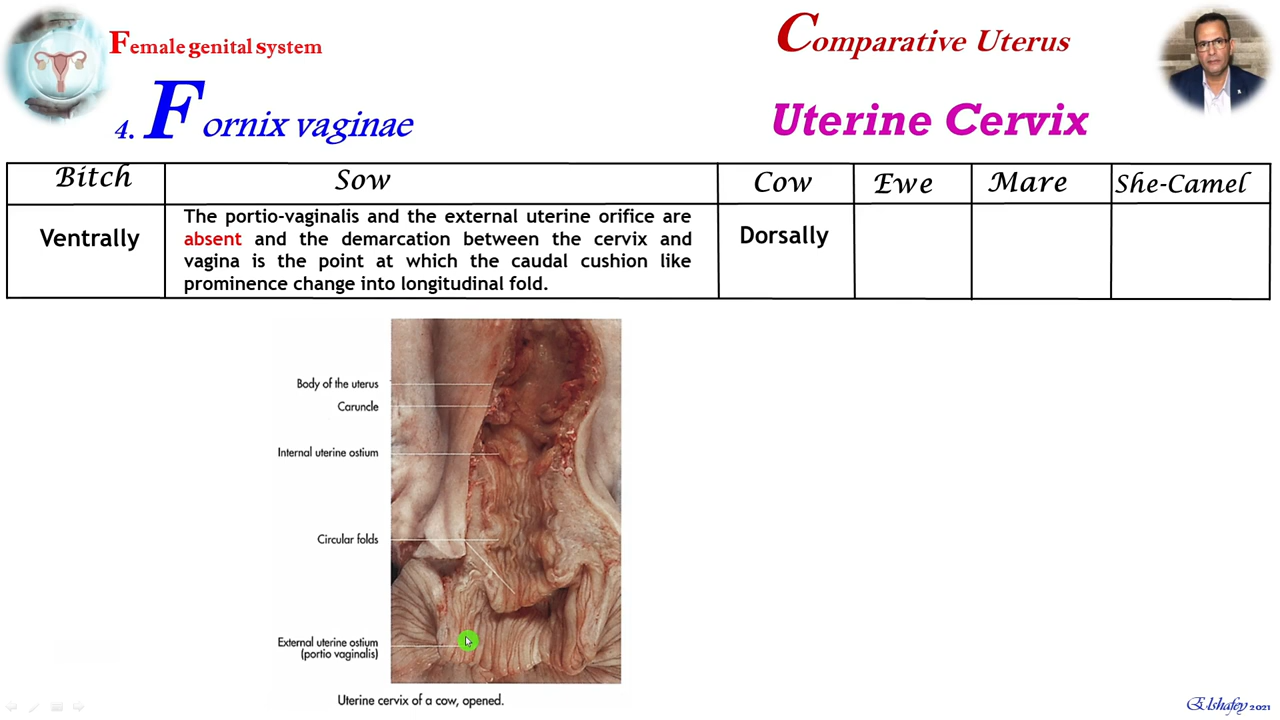 Female genital system
Comparative Uterus
4. Fornix vaginae
Uterine Cervix
Bitch
Sow
Cow
Ewe
Mare
She-Camel
Ventrally
The portio-vaginalis and the external uterine orifice are
absent and the demarcation between the cervix and
vagina is the point at which the caudal cushion like
prominence change into longitudinal fold.
Dorsally
Body of the uterus
Caruncle
Internal uterine ostium
Circular folds
External uterine ostium
(portio vaginalis)
Uterine cervix of a cow, opened.
Elshafey 2021